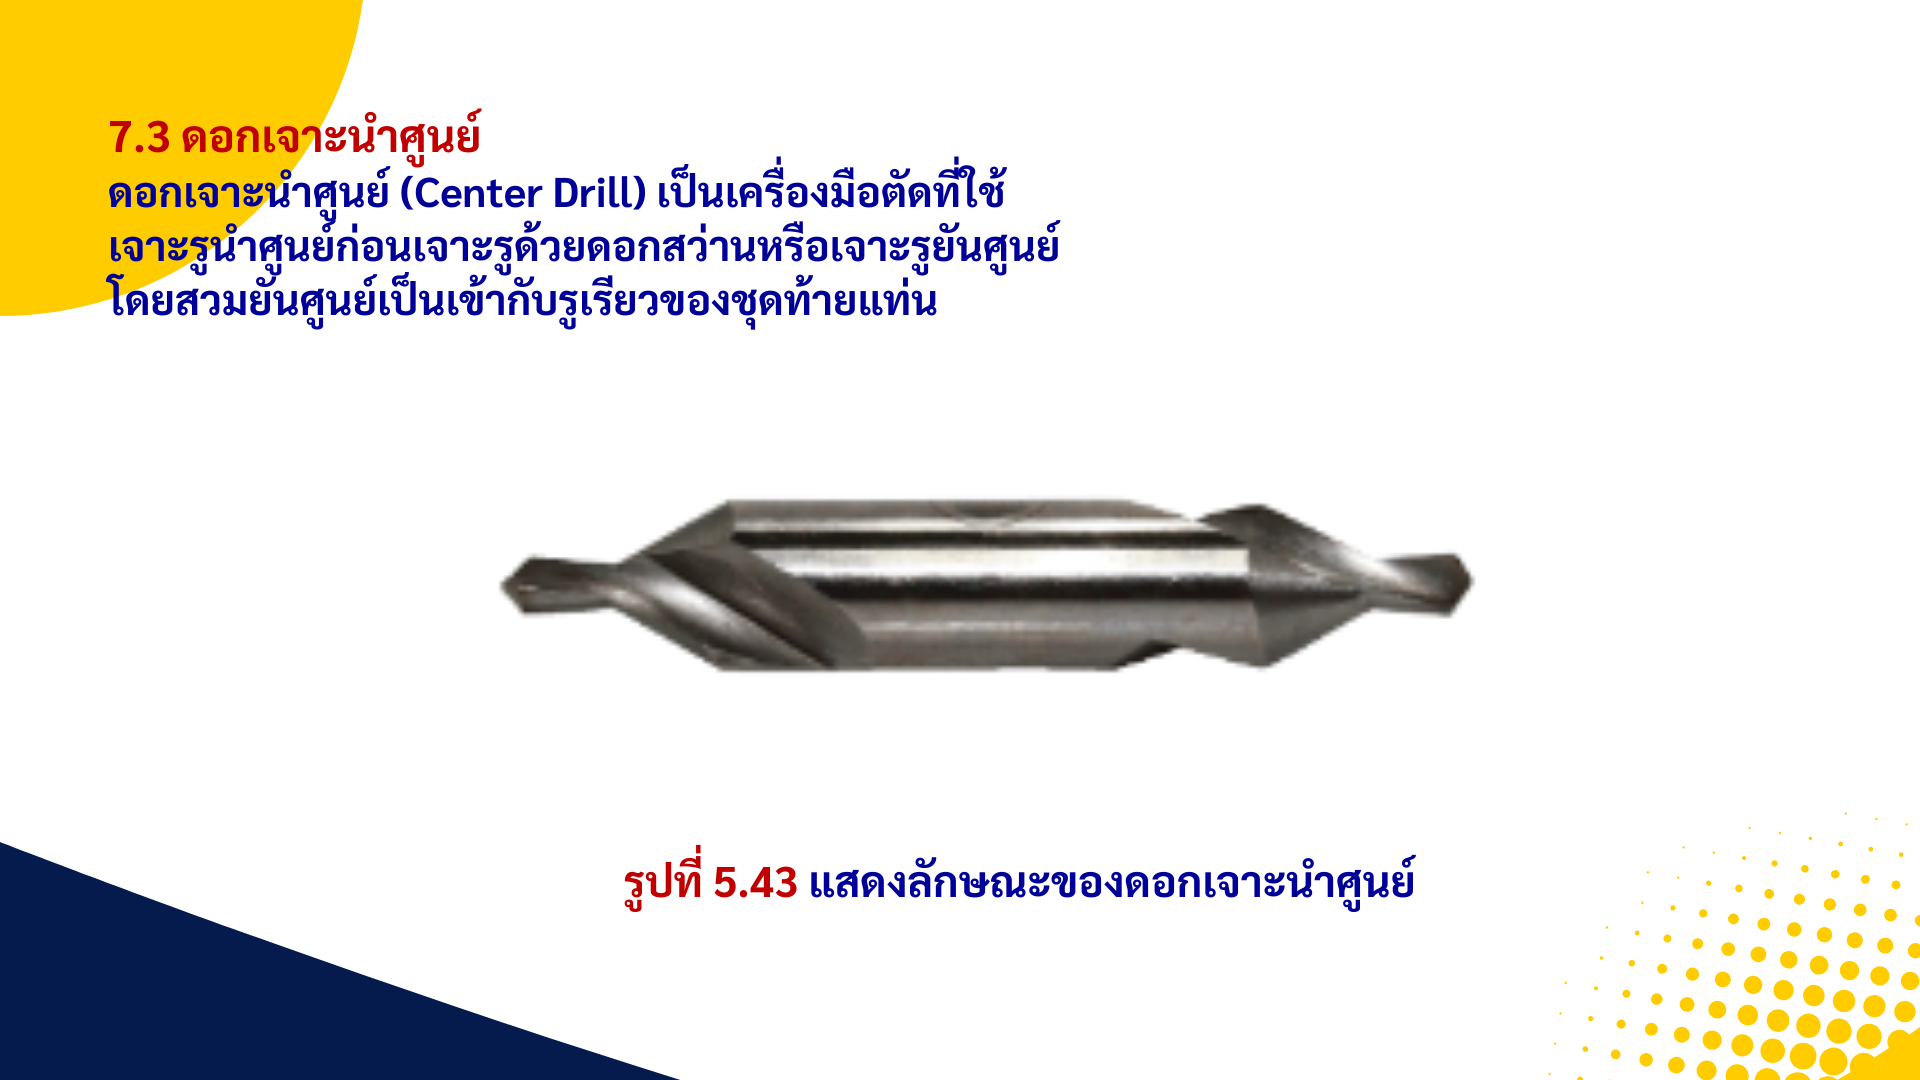 7.3 ดอกเจาะนำศูนย์
ดอกเจาะนำศูนย์ (Center Drill) เป็นเครื่องมือตัดที่ใช้
เจาะรูนำศูนย์ก่อนเจาะรูด้วยดอกสว่านหรือเจาะรูยันศูนย์
โดยสวมยันศูนย์เป็นเข้ากับรูเรียวของชุดท้ายแท่น
รูปที่ 5.43 แสดงลักษณะของดอกเจาะนำศูนย์